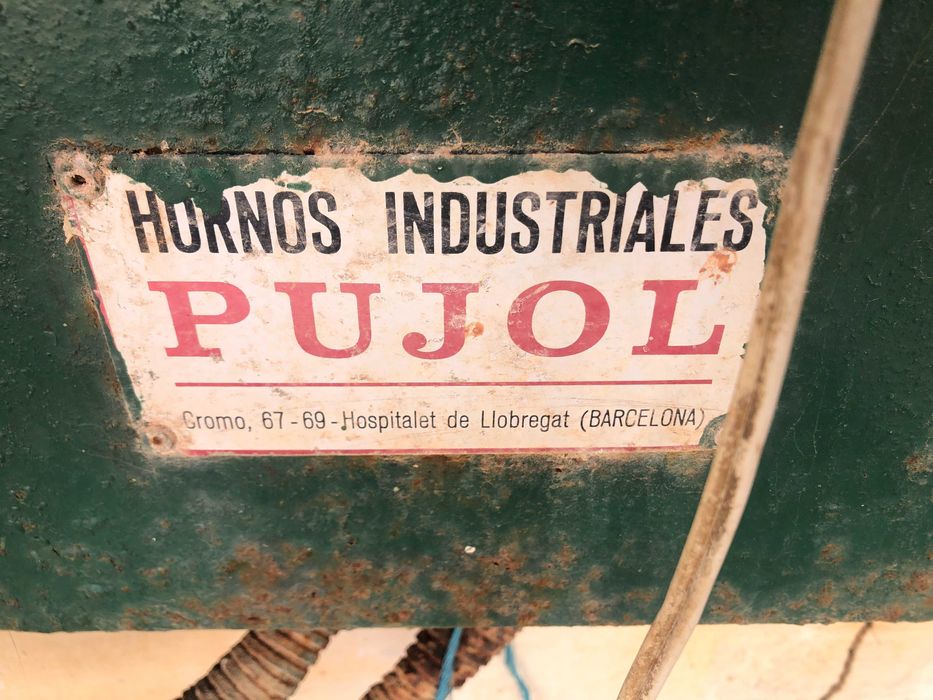 HORNOS INDUSTRIALES
PUJOL
Cromo, 67-69-Hospitalet de Llobregat (BARCELONA)